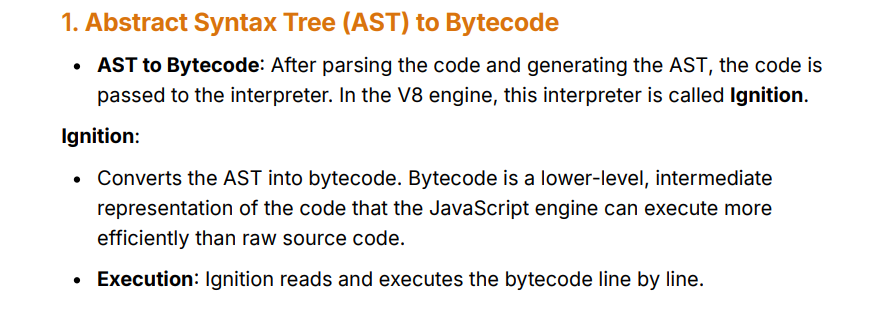 1. Abstract Syntax Tree (AST) to Bytecode
• AST to Bytecode: After parsing the code and generating the AST, the code is
passed to the interpreter. In the V8 engine, this interpreter is called Ignition.
Ignition:
• Converts the AST into bytecode. Bytecode is a lower-level, intermediate
representation of the code that the JavaScript engine can execute more
efficiently than raw source code.
• Execution: Ignition reads and executes the bytecode line by line.